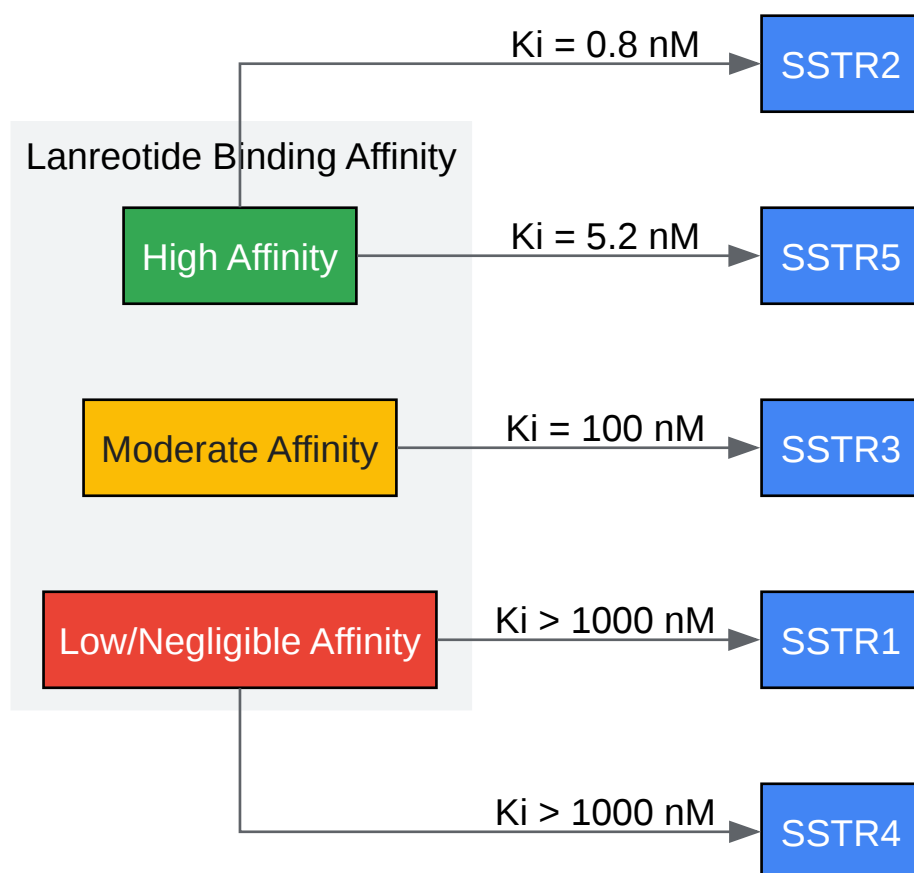 Ki = 0.8 nM
SSTR2
Lanreotide Binding Affinity
High Affinity
Ki = 5.2 nM
SSTR5
Moderate Affinity
Ki = 100 nM
SSTR3
Low/Negligible Affinity
Ki > 1000 nM
SSTR1
Ki > 1000 nM
SSTR4